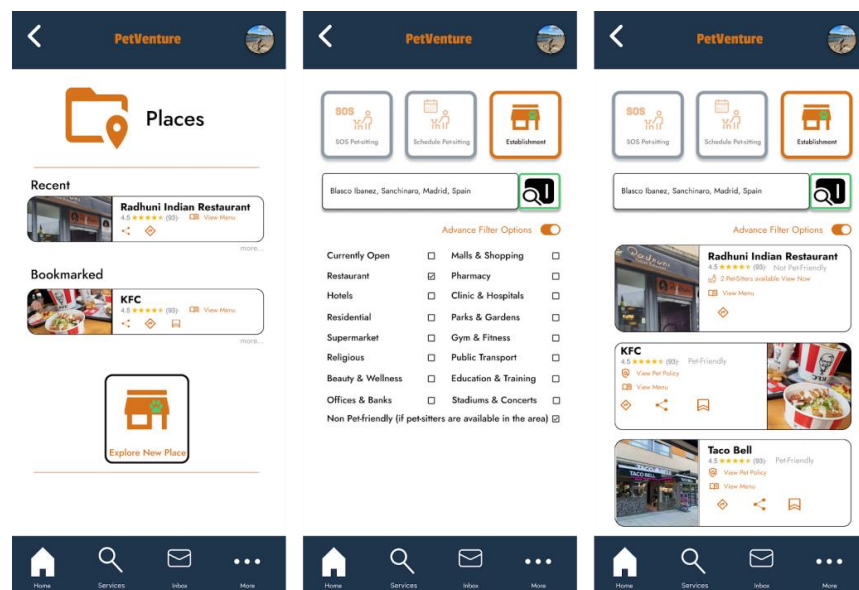 PetVenture
Places
Recent
Radhuni Indian Restaurant
4.5 ★★★★★ (93) View Menu
more...
Bookmarked
KFC
4.5 ★★★★★ (93) View Menu
more...
Explore New Place
Home Services Inbox More
PetVenture
SOS
SOS Pet-sitting Schedule Pet-sitting Establishment
Blasco Ibanez, Sanchinaro, Madrid, Spain
Advance Filter Options
Currently Open Malls & Shopping
Restaurant Pharmacy
Hotels Clinic & Hospitals
Residential Parks & Gardens
Supermarket Gym & Fitness
Religious Public Transport
Beauty & Wellness Education & Training
Offices & Banks Stadiums & Concerts
Non Pet-friendly (if pet-sitters are available in the area)
Home Services Inbox More
PetVenture
SOS
SOS Pet-sitting Schedule Pet-sitting Establishment
Blasco Ibanez, Sanchinaro, Madrid, Spain
Advance Filter Options
Radhuni
Radhuni Indian Restaurant
4.5 ★★★★★ (93)- Not Pet-Friendly
2 Pet-Sitters available View Now
View Menu
KFC
4.5 ★★★★★ (93)- Pet-Friendly
View Pet Policy
View Menu
KFC
TACO BELL
Taco Bell
4.5 ★★★★★ (93)- Pet-Friendly
View Pet Policy
View Menu
Home Services Inbox More